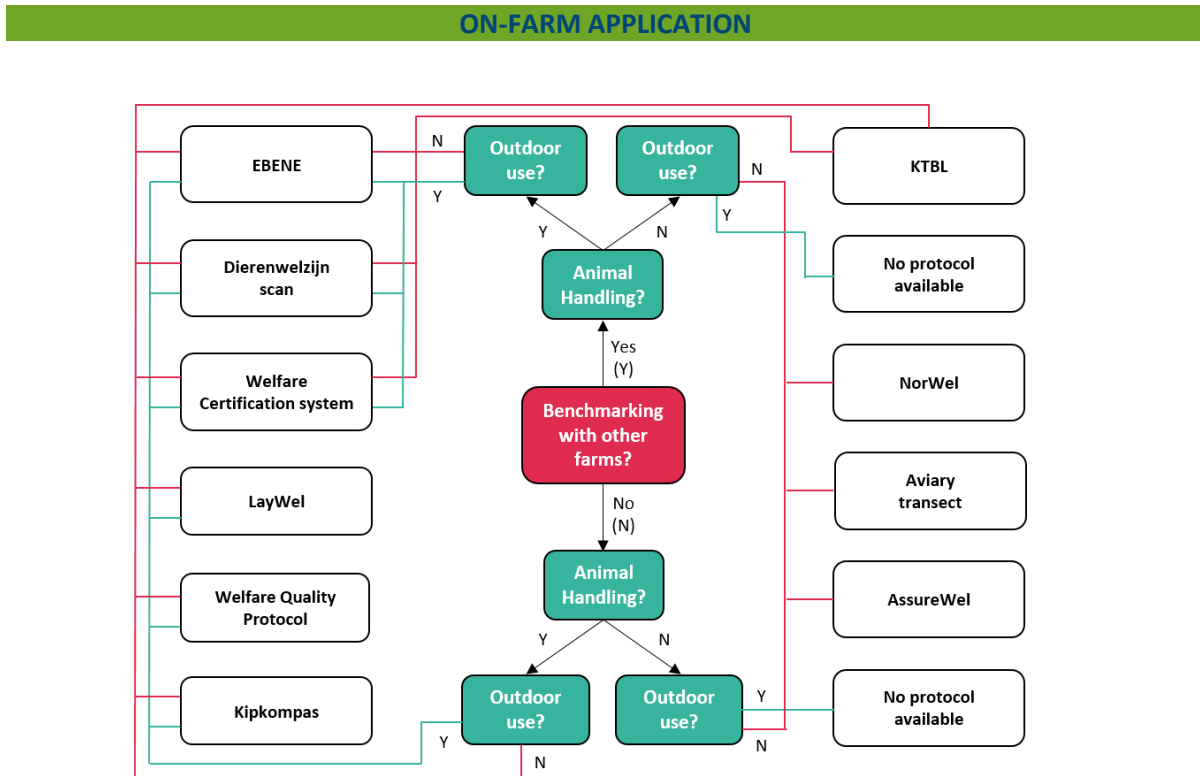 ON-FARM APPLICATION
EBENE
N
Y
Outdoor
use?
Outdoor
use?
N
Y
KTBL
Y
N
Dierenwelzijn
scan
Animal
Handling?
No protocol
available
Yes
(Y)
Welfare
Certification system
Benchmarking
with other
farms?
NorWel
LayWel
No
(N)
Aviary
transect
Welfare Quality
Protocol
Animal
Handling?
AssureWel
Y
N
Kipkompas
Y
Outdoor
use?
N
Outdoor
use?
Y
N
No protocol
available